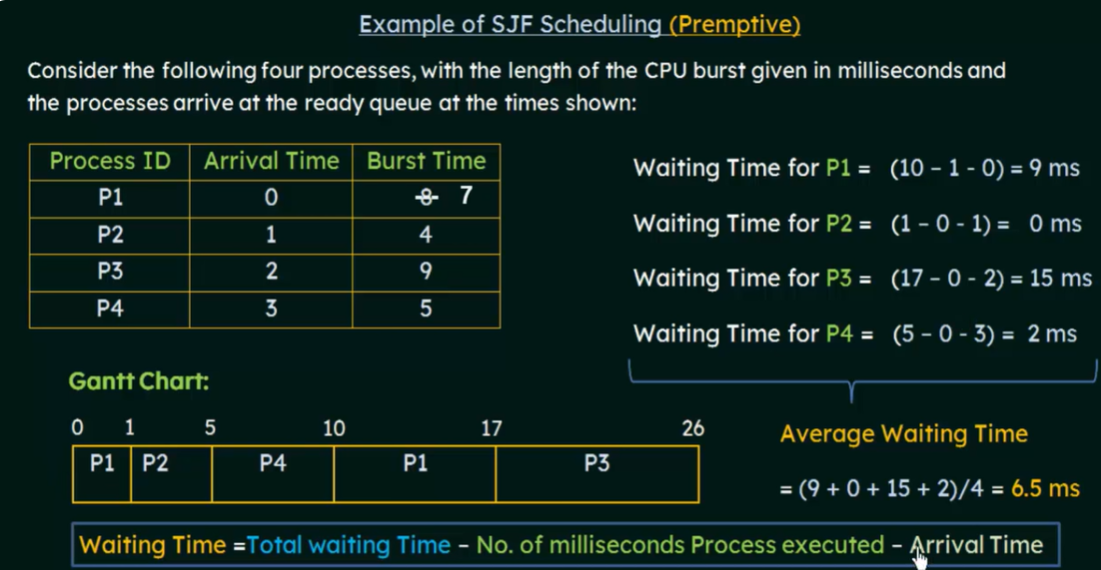 Example of SJF Scheduling (Premptive)
Consider the following four processes, with the length of the CPU burst given in milliseconds and
the processes arrive at the ready queue at the times shown:
Process ID Arrival Time Burst Time
P1 0 8 7
P2 1 4
P3 2 9
P4 3 5
Waiting Time for P1 = (10 - 1 - 0) = 9 ms
Waiting Time for P2 = (1 - 0 - 1) = 0 ms
Waiting Time for P3 = (17 - 0 - 2) = 15 ms
Waiting Time for P4 = (5 - 0 - 3) = 2 ms
Gantt Chart:
0 1 5 10 17 26
P1 P2 P4 P1 P3
Average Waiting Time
= (9 + 0 + 15 + 2)/4 = 6.5 ms
Waiting Time =Total waiting Time - No. of milliseconds Process executed - Arrival Time